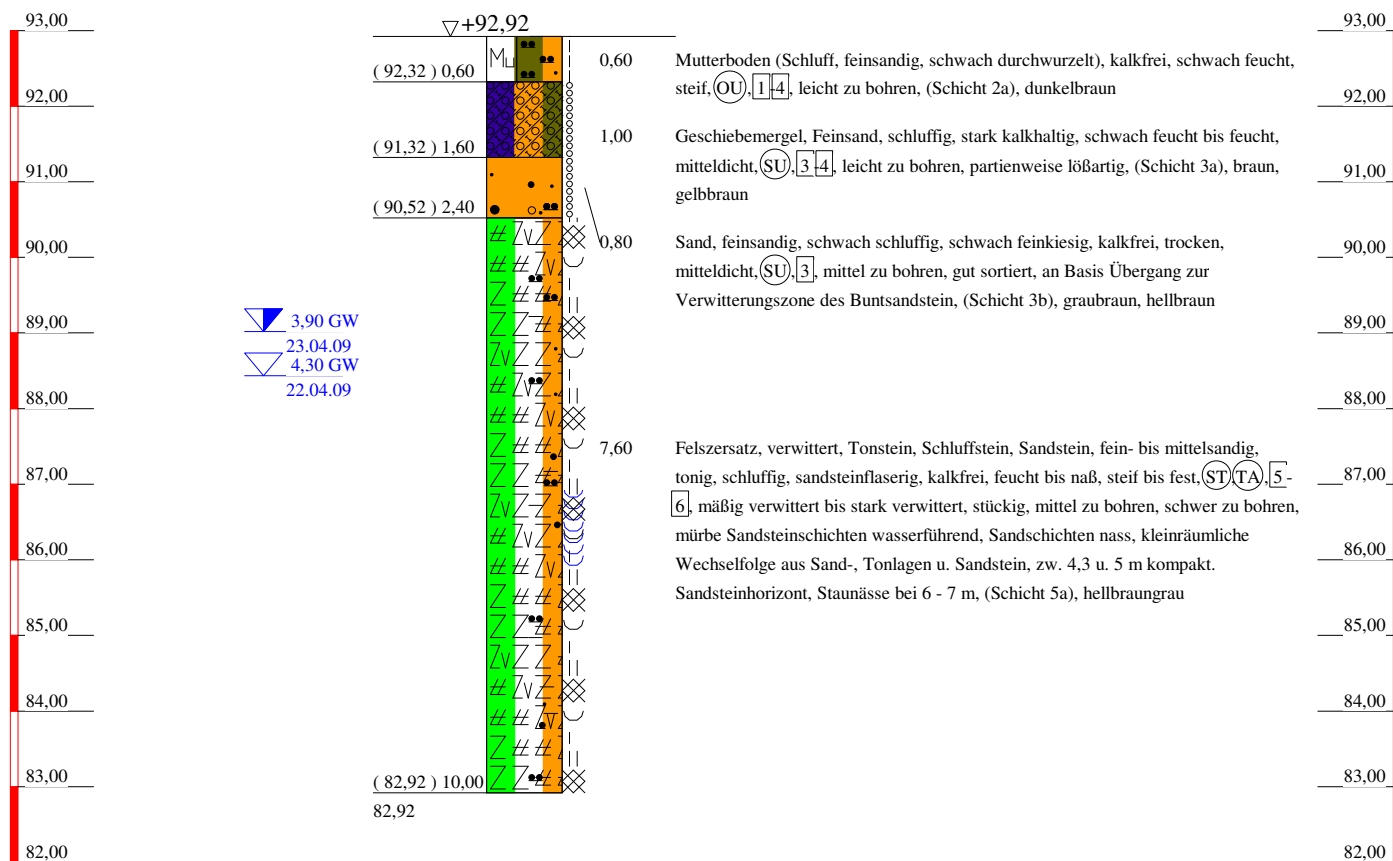 93,00
92,00
91,00
90,00
89,00
88,00
87,00
86,00
85,00
84,00
83,00
82,00
3,90 GW
23.04.09
4,30 GW
22.04.09
+92,92
Mu
( 92,32 ) 0,60
( 91,32 ) 1,60
( 90,52 ) 2,40
( 82,92 ) 10,00
82,92
0,60
Mutterboden (Schluff, feinsandig, schwach durchwurzelt), kalkfrei, schwach feucht,
steif, OU, 1-4, leicht zu bohren, (Schicht 2a), dunkelbraun
1,00
Geschiebemergel, Feinsand, schluffig, stark kalkhaltig, schwach feucht bis feucht,
mitteldicht, SU, 3-4, leicht zu bohren, partienweise lößartig, (Schicht 3a), braun,
gelbbraun
0,80
Sand, feinsandig, schwach schluffig, schwach feinkiesig, kalkfrei, trocken,
mitteldicht, SU, 3, mittel zu bohren, gut sortiert, an Basis Übergang zur
Verwitterungszone des Buntsandstein, (Schicht 3b), graubraun, hellbraun
7,60
Felszersatz, verwittert, Tonstein, Schluffstein, Sandstein, fein- bis mittelsandig,
tonig, schluffig, sandsteinflaserig, kalkfrei, feucht bis naß, steif bis fest, ST, TA, 5 -
6, mäßig verwittert bis stark verwittert, stückig, mittel zu bohren, schwer zu bohren,
mürbe Sandsteinschichten wasserführend, Sandschichten nass, kleinräumliche
Wechselfolge aus Sand-, Tonlagen u. Sandstein, zw. 4,3 u. 5 m kompakt.
Sandsteinhorizont, Staunässe bei 6 - 7 m, (Schicht 5a), hellbraungrau
93,00
92,00
91,00
90,00
89,00
88,00
87,00
86,00
85,00
84,00
83,00
82,00